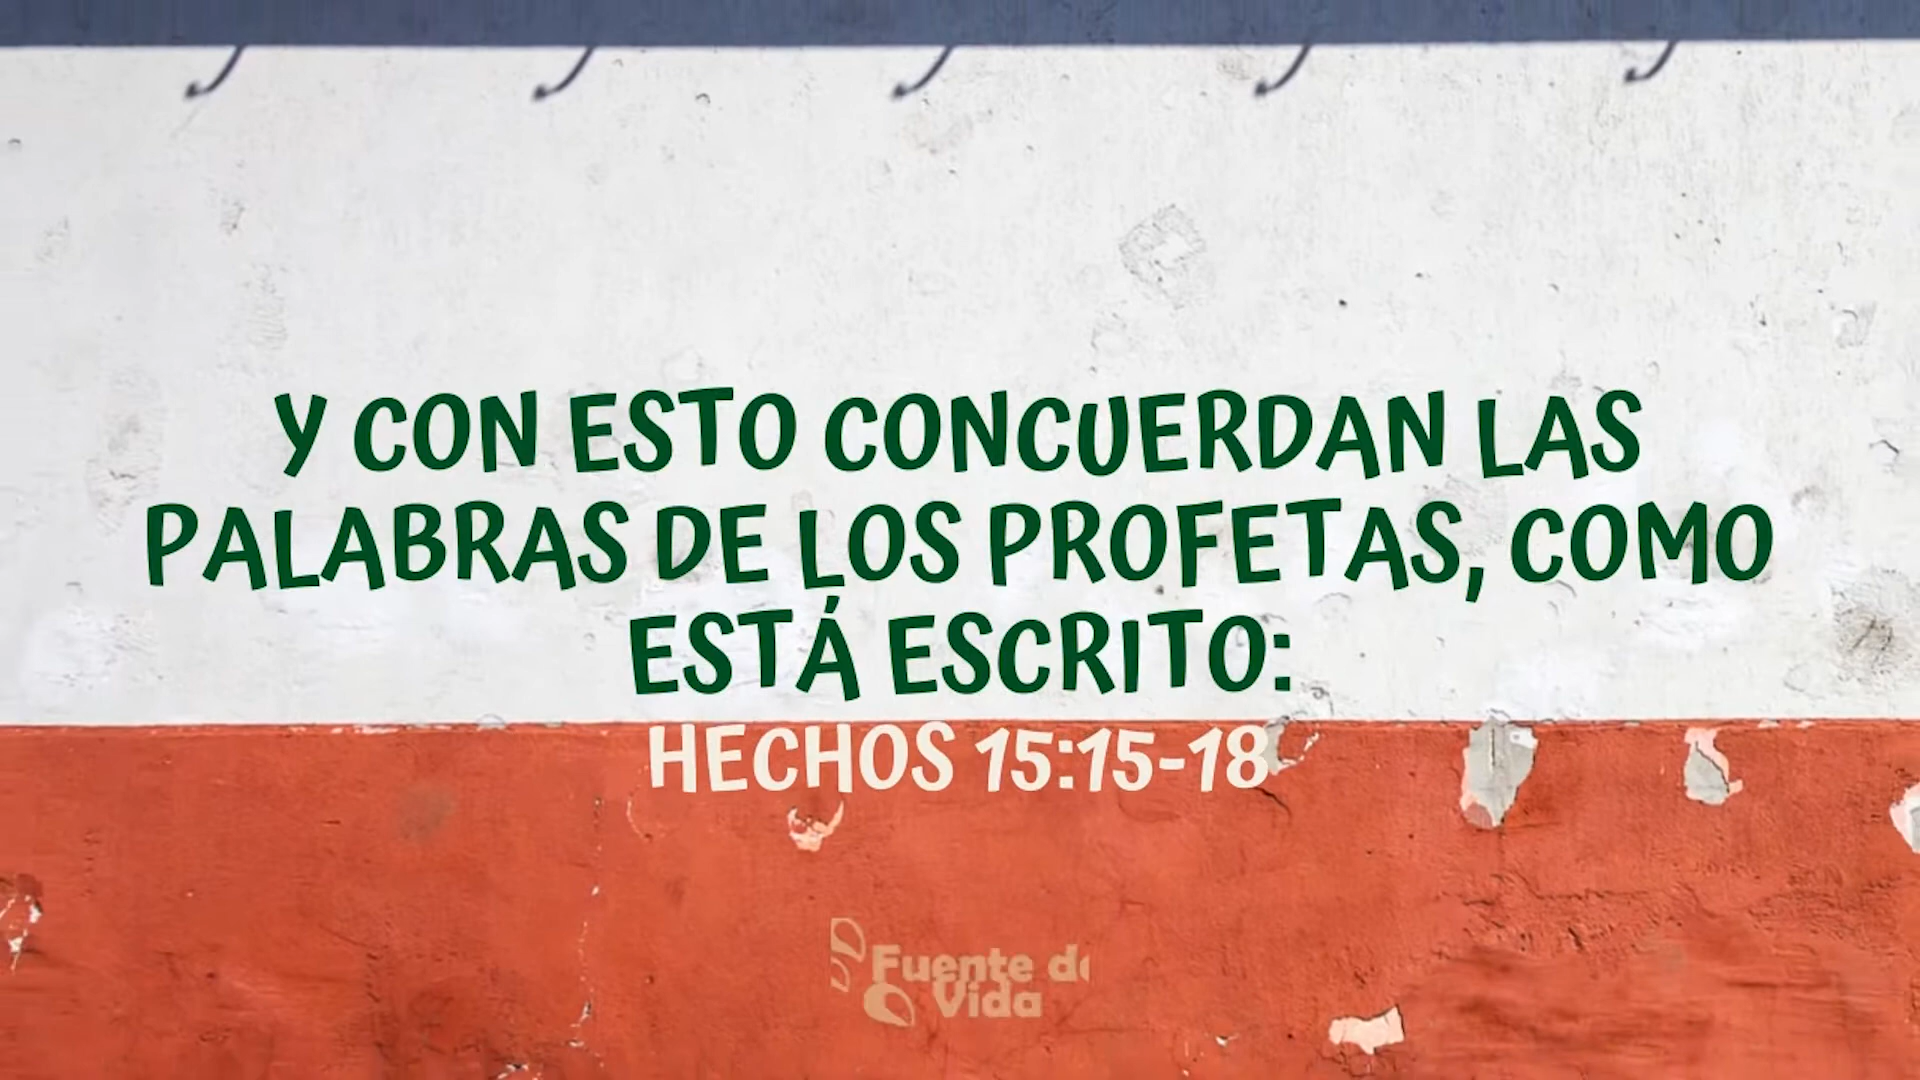 Y CON ESTO CONCUERDAN LAS
PALABRAS DE LOS PROFETAS, COMO
ESTÁ ESCRITO:
HECHOS 15:15-18
Fuente de
Vida